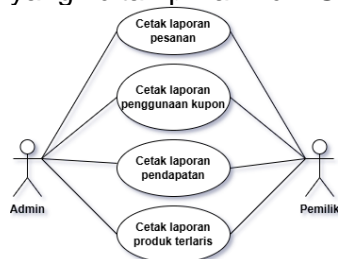 Cetak laporan
pesanan
Cetak laporan
penggunaan kupon
Cetak laporan
pendapatan
Admin
Pemilik
Cetak laporan
produk terlaris